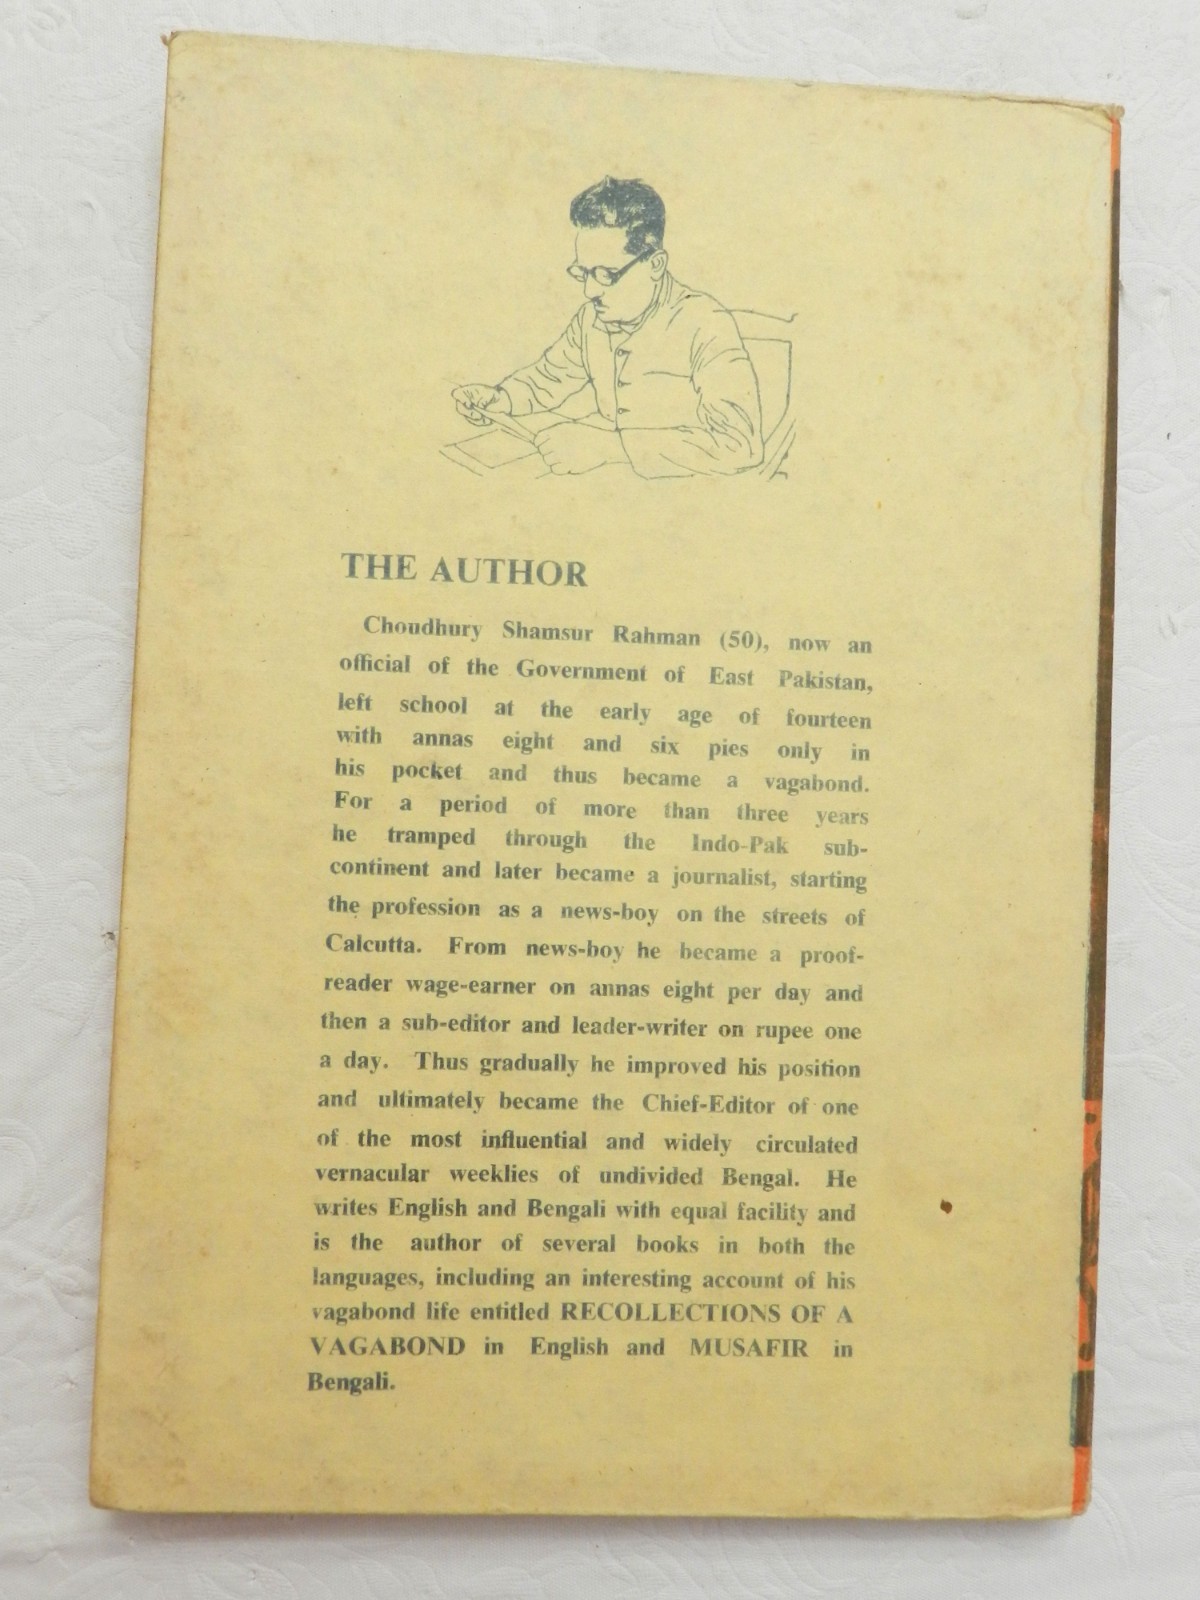 THE AUTHOR
Choudhury Shamsur Rahman (50), now an
official of the Government of East Pakistan,
left school at the early age of fourteen
with annas eight and six pies only in
his pocket and thus became a vagabond.
For a period of more than three years
he tramped through the Indo-Pak sub-
continent and later became a journalist, starting
the profession as a news-boy on the streets of
Calcutta. From news-boy he became a proof-
reader wage-earner on annas eight per day and
then a sub-editor and leader-writer on rupee one
a day. Thus gradually he improved his position
and ultimately became the Chief-Editor of one
of the most influential and widely circulated
vernacular weeklies of undivided Bengal. He
writes English and Bengali with equal facility and
is the author of several books in both the
languages, including an interesting account of his
vagabond life entitled RECOLLECTIONS OF A
VAGABOND in English and MUSAFIR in
Bengali.